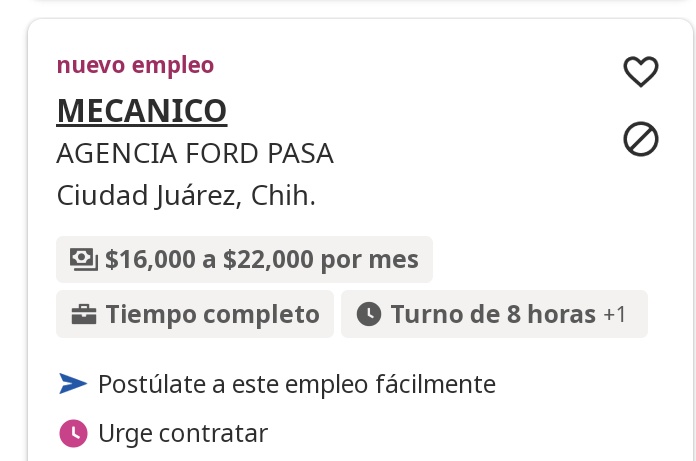 nuevo empleo
MECANICO
AGENCIA FORD PASA
Ciudad Juárez, Chih.
$16,000 a $22,000 por mes
Tiempo completo
Turno de 8 horas +1
Postúlate a este empleo fácilmente
Urge contratar